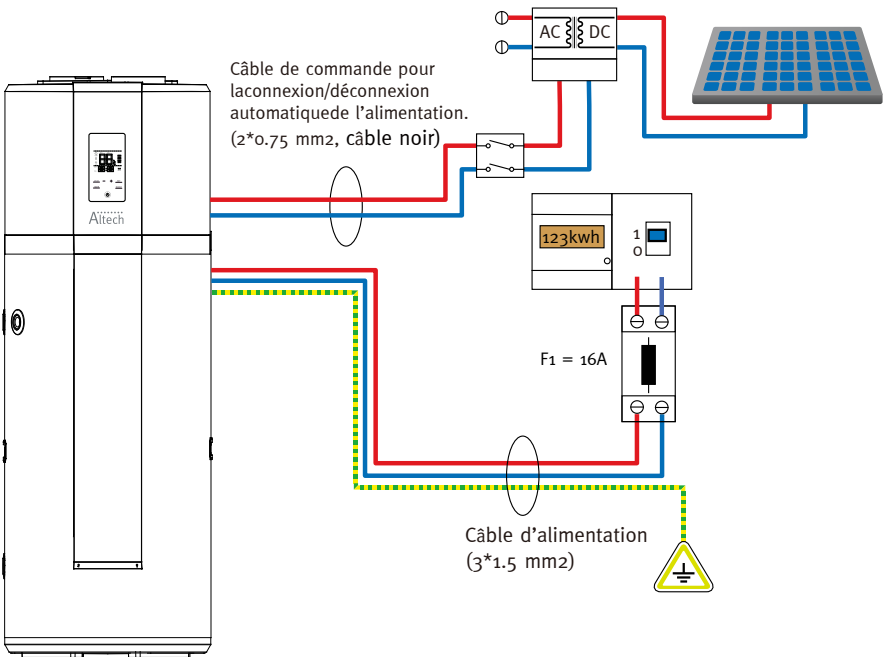 AC DC
Câble de commande pour
laconnexion/déconnexion
automatiquede l'alimentation.
(2*0.75 mm2, câble noir)
Altech
123kwh
1
0
F1 = 16A
Câble d'alimentation
(3*1.5 mm2)